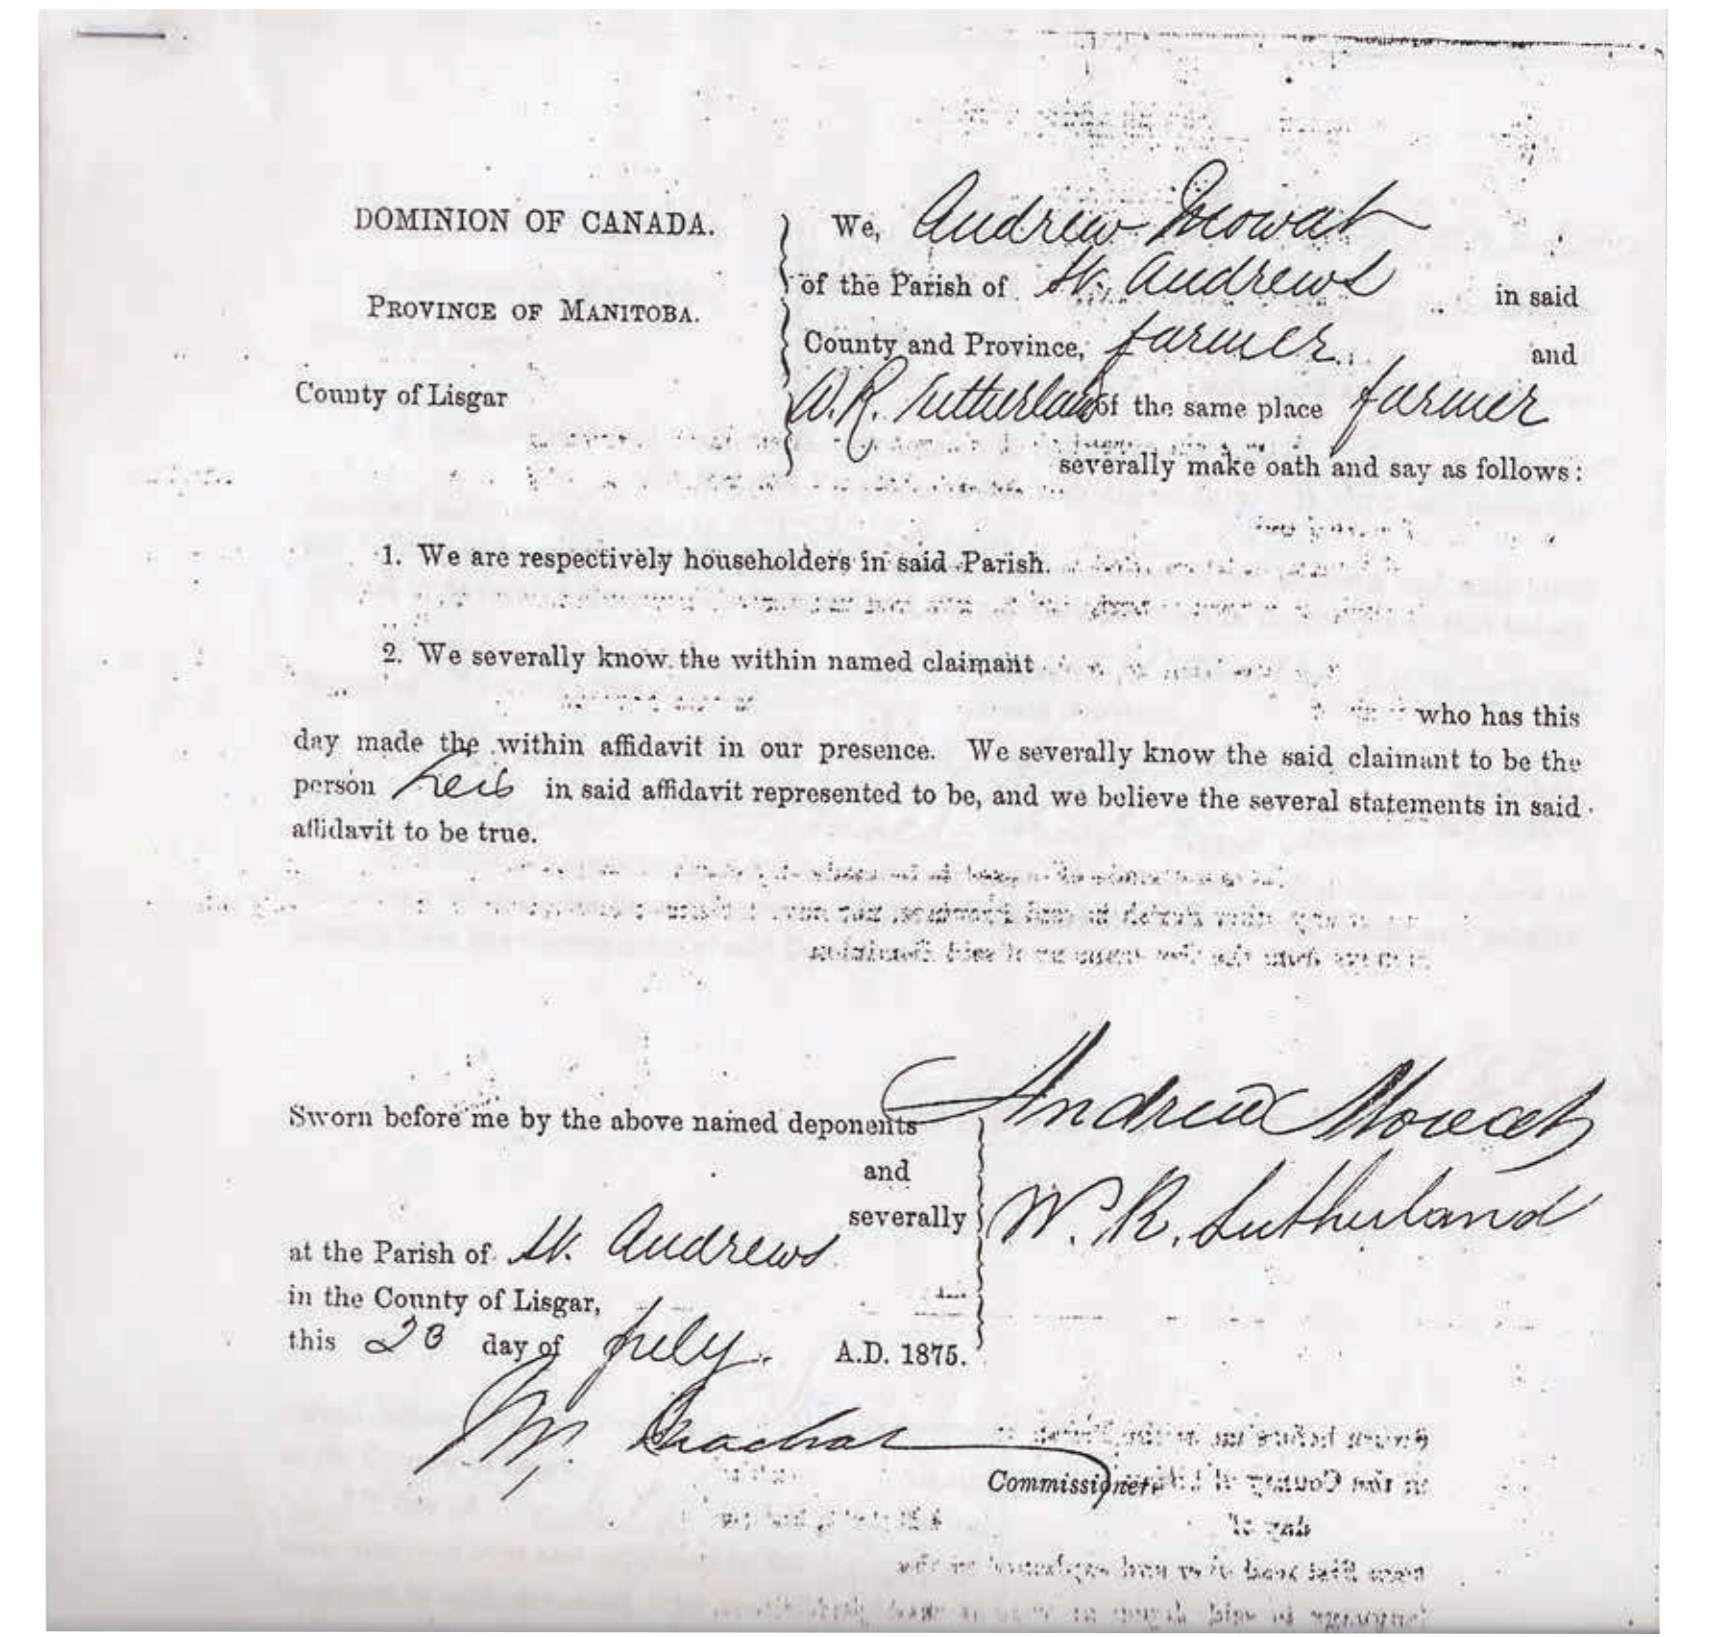 DOMINION OF CANADA.
PROVINCE OF MANITOBA.
County of Lisgar
We, Andrew Mowat
of the Parish of St. Andrews in said
County and Province, farmer and
W. R. Sutherland of the same place farmer
severally make oath and say as follows:
1. We are respectively householders in said Parish.
2. We severally know the within named claimant
who has this
day made the within affidavit in our presence. We severally know the said claimant to be the
person in said affidavit represented to be, and we believe the several statements in said
affidavit to be true.
Sworn before me by the above named deponents
and
severally
at the Parish of St. Andrews
in the County of Lisgar,
this day of July. A.D. 1875.
Andrew Mowat
W. R. Sutherland
Commissioner